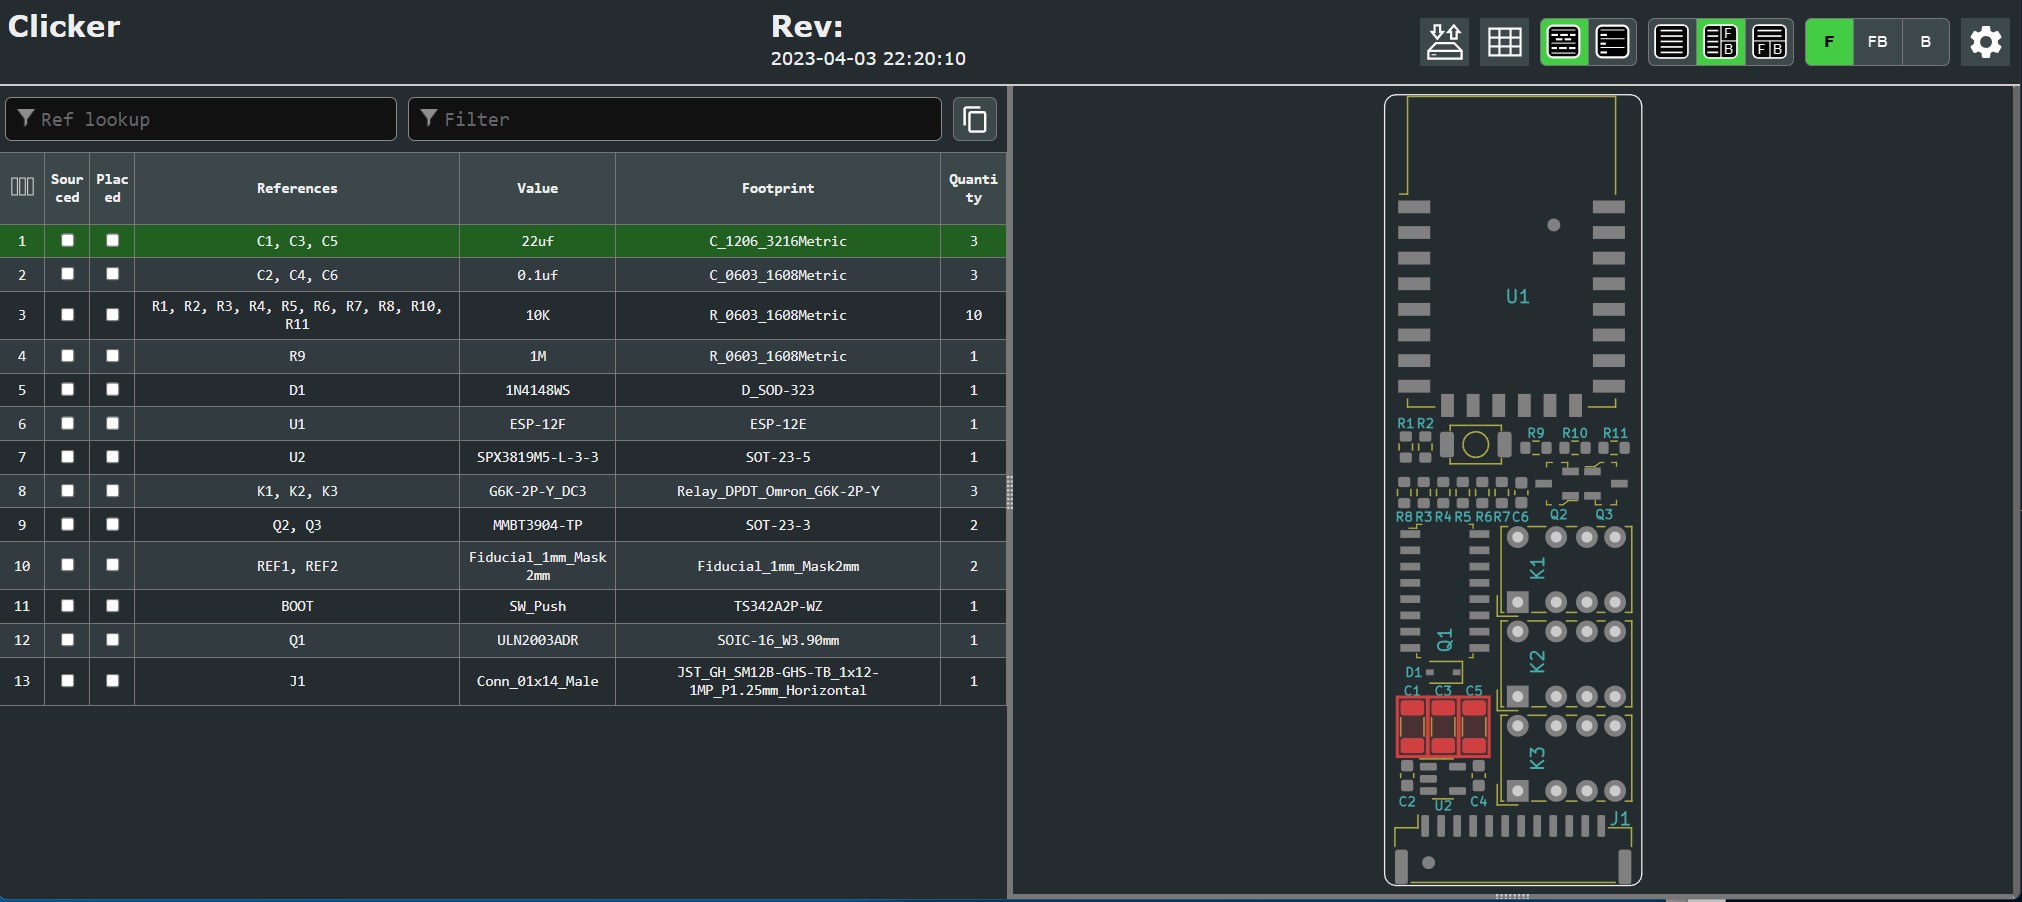 Clicker
Rev:
2023-04-03 22:20:10
F FB B
F B
F B
Ref lookup
Filter
Sourced Placed References Value Footprint Quantity
1 C1, C3, C5 22uf C_1206_3216Metric 3
2 C2, C4, C6 0.1uf C_0603_1608Metric 3
3 R1, R2, R3, R4, R5, R6, R7, R8, R10, R11 10K R_0603_1608Metric 10
4 R9 1M R_0603_1608Metric 1
5 D1 1N4148WS D_SOD-323 1
6 U1 ESP-12F ESP-12E 1
7 U2 SPX3819M5-L-3-3 SOT-23-5 1
8 K1, K2, K3 G6K-2P-Y_DC3 Relay_DPDT_Omron_G6K-2P-Y 3
9 Q2, Q3 MMBT3904-TP SOT-23-3 2
10 REF1, REF2 Fiducial_1mm_Mask2mm Fiducial_1mm_Mask2mm 2
11 BOOT SW_Push TS342A2P-WZ 1
12 Q1 ULN2003ADR SOIC-16_W3.90mm 1
13 J1 Conn_01x14_Male JST_GH_SM12B-GHS-TB_1x12-1MP_P1.25mm_Horizontal 1
U1
R1 R2
R9 R10 R11
R8 R3 R4 R5 R6 R7 C6
Q2 Q3
K1
Q1
K2
D1
C1 C3 C5
K3
C2 U2 C4
J1